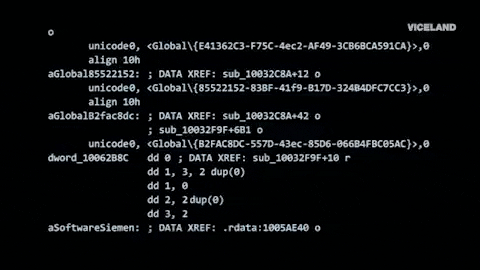 VICELAND
o
unicode0, <Global\{E41362C3-F75C-4ec2-AF49-3CB6BCA591CA}>,0
align 10h
aGlobal85522152: ; DATA XREF: sub_10032C8A+12 o
unicode0, <Global\{85522152-83BF-41f9-B17D-324B4DFC7CC3}>,0
align 10h
aGlobalB2fac8dc: ; DATA XREF: sub_10032C8A+42 o
; sub_10032F9F+6B1 o
unicode0, <Global\{B2FAC8DC-557D-43ec-85D6-066B4FBC05AC}>,0
dword_10062B8C dd 0 ; DATA XREF: sub_10032F9F+10 r
dd 1, 3, 2 dup(0)
dd 1, 0
dd 2, 2 dup(0)
dd 3, 2
aSoftwareSiemen: ; DATA XREF: .rdata:1005AE40 o